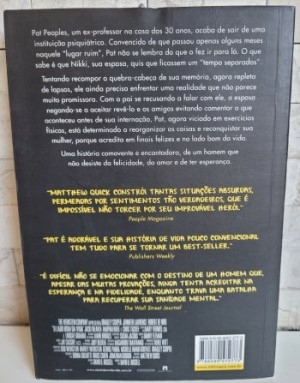 Pat Peoples, um ex-professor na casa dos 30 anos, acaba de sair de uma
instituição psiquiátrica. Convencido de que passou apenas alguns meses
naquele "lugar ruim", Pat não se lembra do que o fez ir para lá. O que
sabe é que Nikki, sua esposa, quis que ficassem um "tempo separados".
Tentando recompor o quebra-cabeça de sua memória, agora repleta
de lapsos, ele ainda precisa enfrentar uma realidade que não parece
muito promissora. Com o pai se recusando a falar com ele, a esposa
negando-se a aceitar revê-lo e os amigos evitando comentar o que
aconteceu antes de sua internação, Pat, agora viciado em exercícios
físicos, está determinado a reorganizar as coisas e reconquistar sua
mulher, porque acredita em finais felizes e no lado bom da vida.
Uma história comovente e encantadora, de um homem que
não desiste da felicidade, do amor e de ter esperança.
"MATTHEW QUICK CONSTRÓI TANTAS SITUAÇÕES ABSURDAS,
PERMEADAS POR SENTIMENTOS TÃO VERDADEIROS, QUE É
IMPOSSÍVEL NÃO TORCER POR SEU IMPROVÁVEL HERÓI."
People Magazine
"PAT É ADORÁVEL E SUA HISTÓRIA DE VIDA POUCO CONVENCIONAL
TEM TUDO PARA SE TORNAR UM BEST-SELLER."
Publishers Weekly
"É DIFÍCIL NÃO SE EMOCIONAR COM O DESTINO DE UM HOMEM QUE,
APESAR DAS MUITAS PROVAÇÕES, AINDA TENTA ACREDITAR NA
ESPERANÇA E NA FIDELIDADE, ENQUANTO TRAVA UMA BATALHA
PARA RECUPERAR SUA SANIDADE MENTAL."
The Wall Street Journal